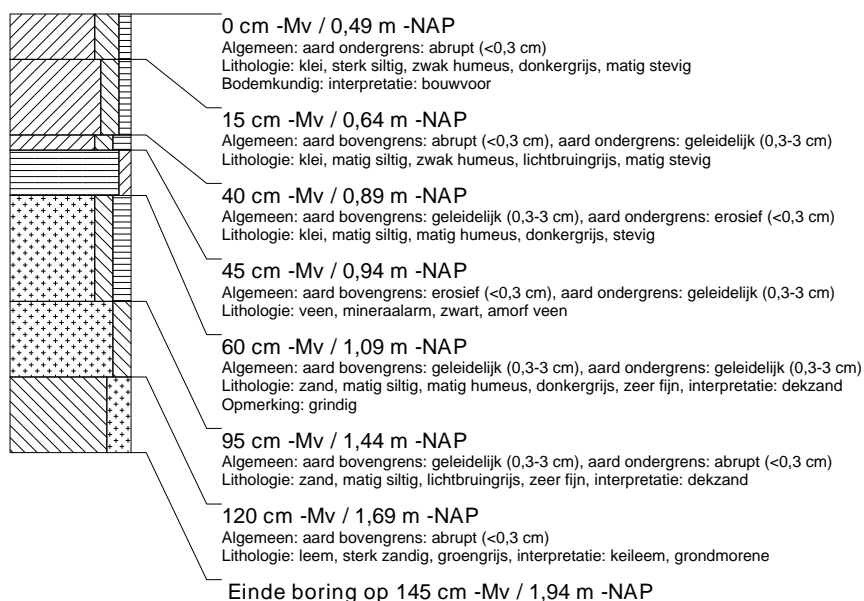 0 cm -Mv / 0,49 m -NAP
Algemeen: aard ondergrens: abrupt (<0,3 cm)
Lithologie: klei, sterk siltig, zwak humeus, donkergrijs, matig stevig
Bodemkundig: interpretatie: bouwvoor
15 cm -Mv / 0,64 m -NAP
Algemeen: aard bovengrens: abrupt (<0,3 cm), aard ondergrens: geleidelijk (0,3-3 cm)
Lithologie: klei, matig siltig, zwak humeus, lichtbruingrijs, matig stevig
40 cm -Mv / 0,89 m -NAP
Algemeen: aard bovengrens: geleidelijk (0,3-3 cm), aard ondergrens: erosief (<0,3 cm)
Lithologie: klei, matig siltig, matig humeus, donkergrijs, stevig
45 cm -Mv / 0,94 m -NAP
Algemeen: aard bovengrens: erosief (<0,3 cm), aard ondergrens: geleidelijk (0,3-3 cm)
Lithologie: veen, mineraalarm, zwart, amorf veen
60 cm -Mv / 1,09 m -NAP
Algemeen: aard bovengrens: geleidelijk (0,3-3 cm), aard ondergrens: geleidelijk (0,3-3 cm)
Lithologie: zand, matig siltig, matig humeus, donkergrijs, zeer fijn, interpretatie: dekzand
Opmerking: grindig
95 cm -Mv / 1,44 m -NAP
Algemeen: aard bovengrens: geleidelijk (0,3-3 cm), aard ondergrens: abrupt (<0,3 cm)
Lithologie: zand, matig siltig, lichtbruingrijs, zeer fijn, interpretatie: dekzand
120 cm -Mv / 1,69 m -NAP
Algemeen: aard bovengrens: abrupt (<0,3 cm)
Lithologie: leem, sterk zandig, groengrijs, interpretatie: keileem, grondmorene
Einde boring op 145 cm -Mv / 1,94 m -NAP